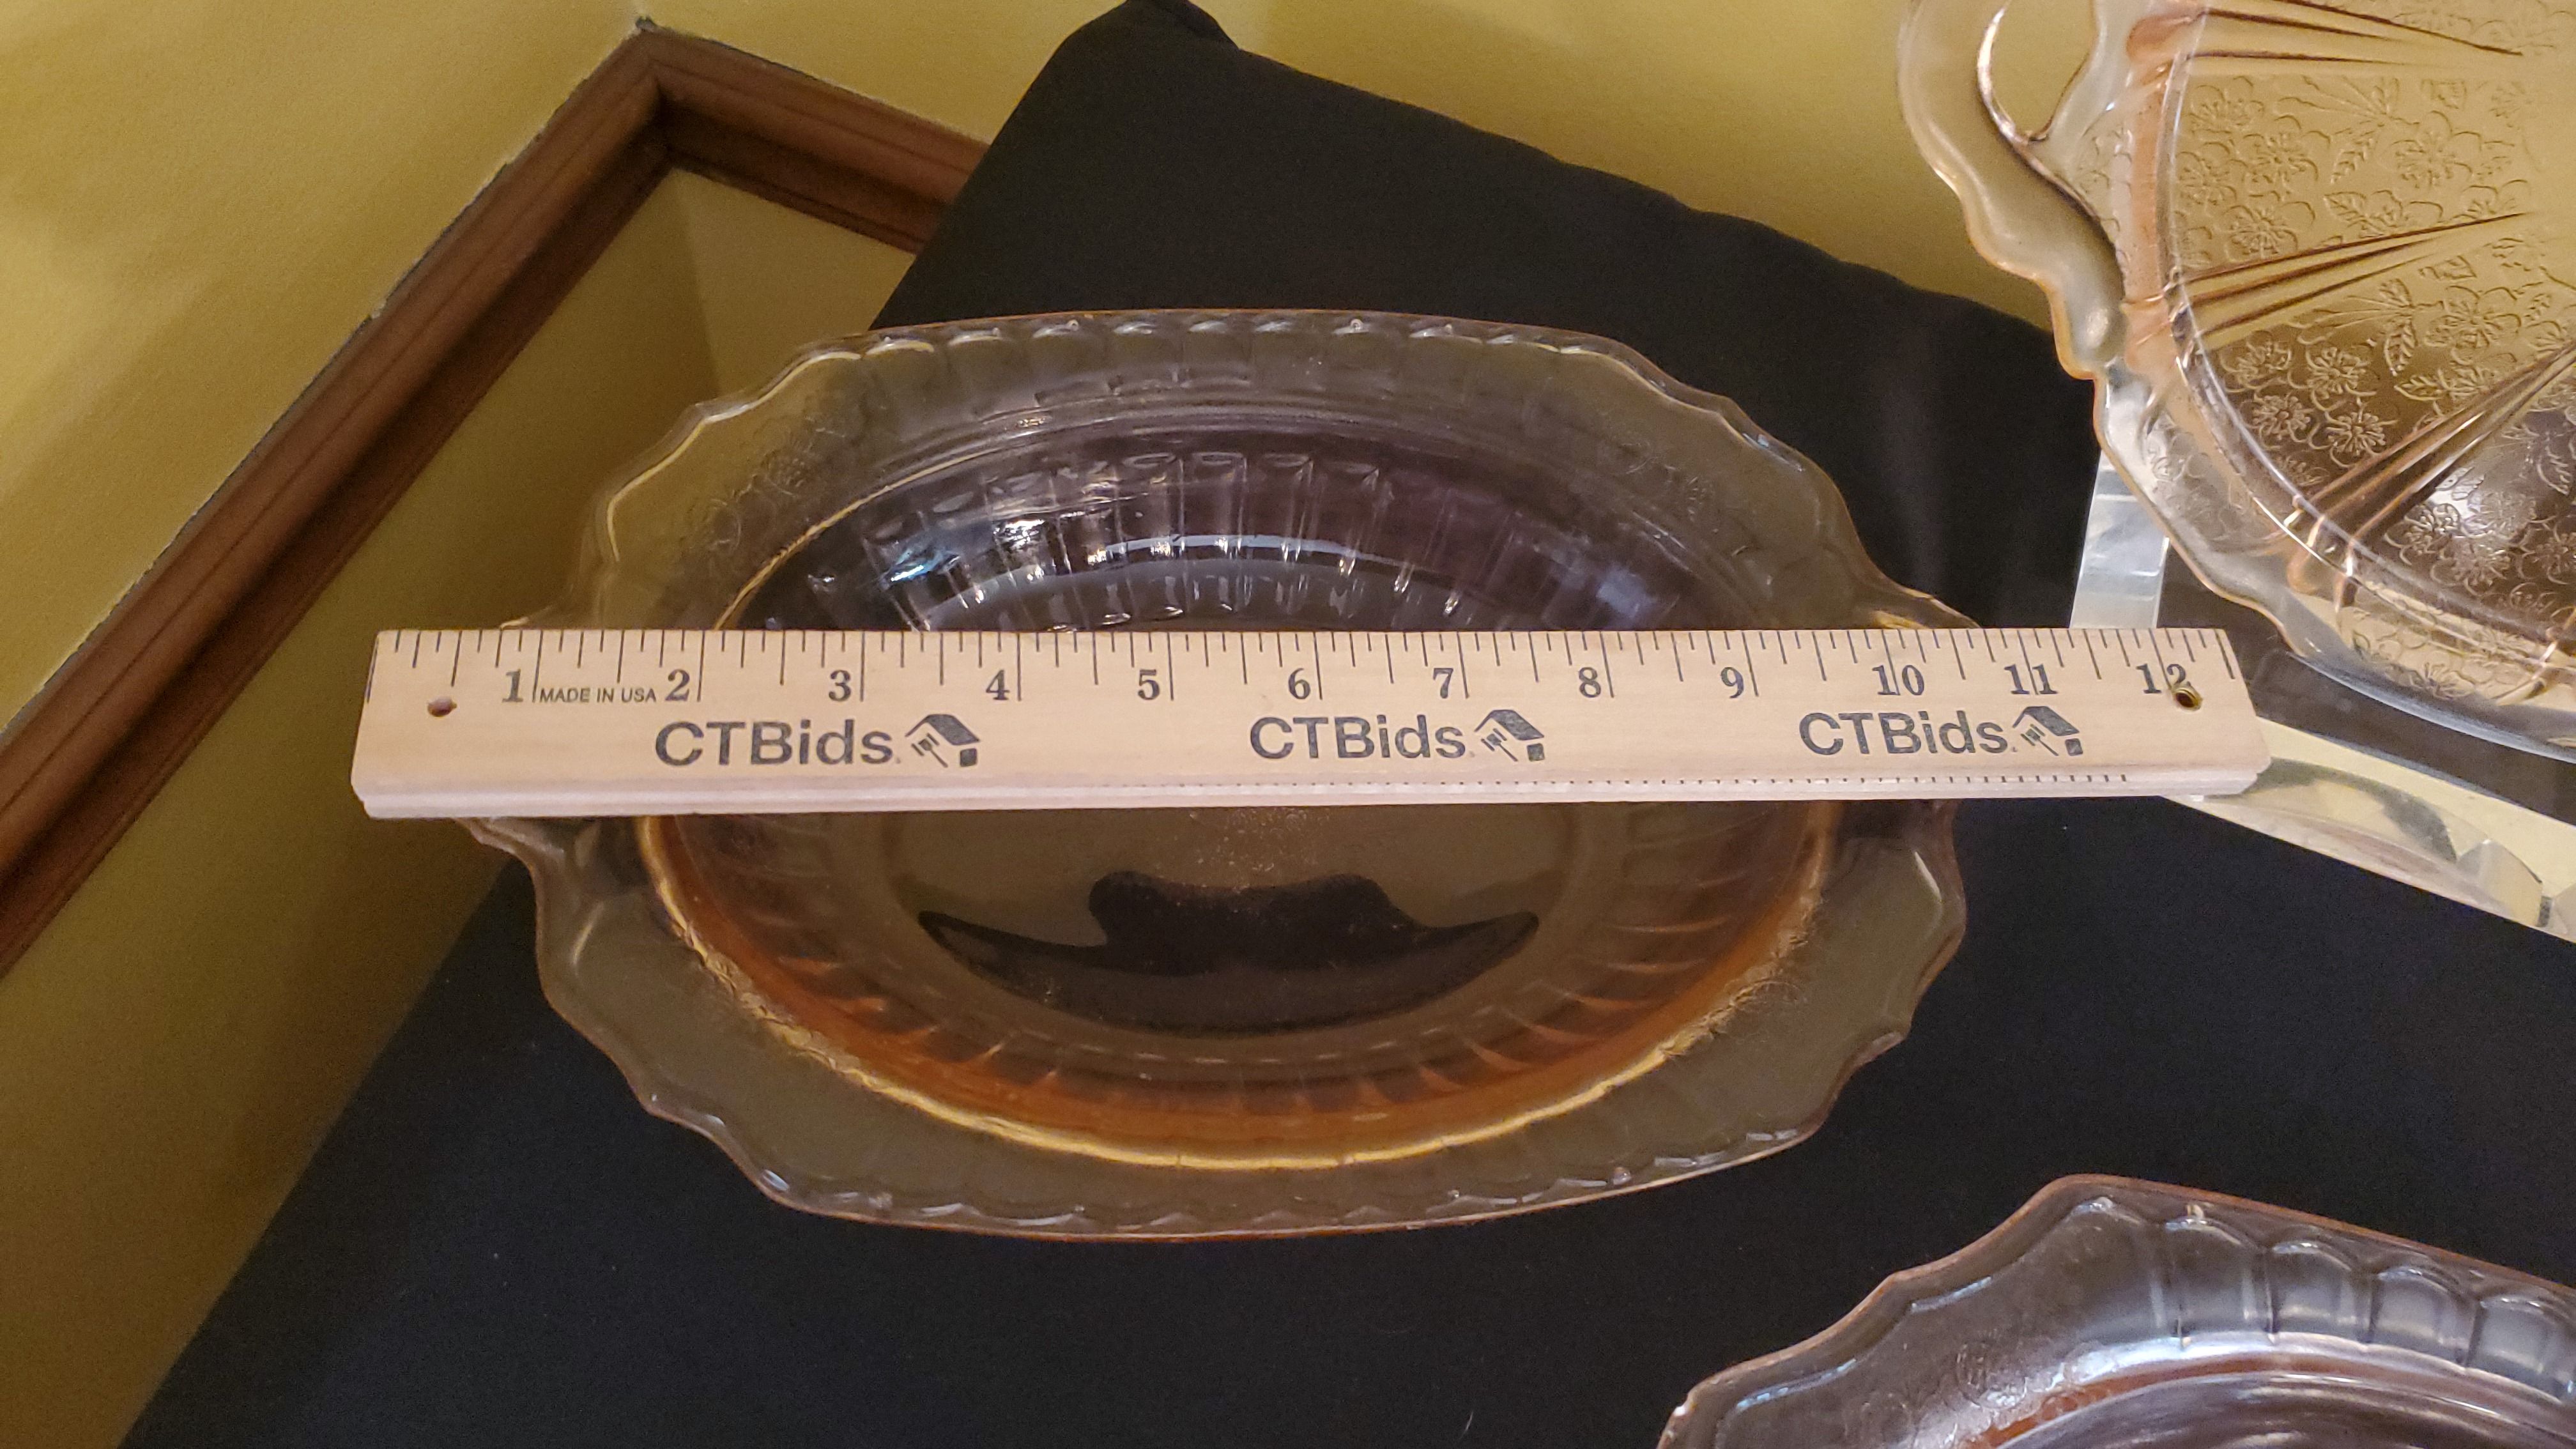 1 MADE IN USA 2 3 4 5 6 7 8 9 10 11 12
CTBids. CTBids. CTBids.